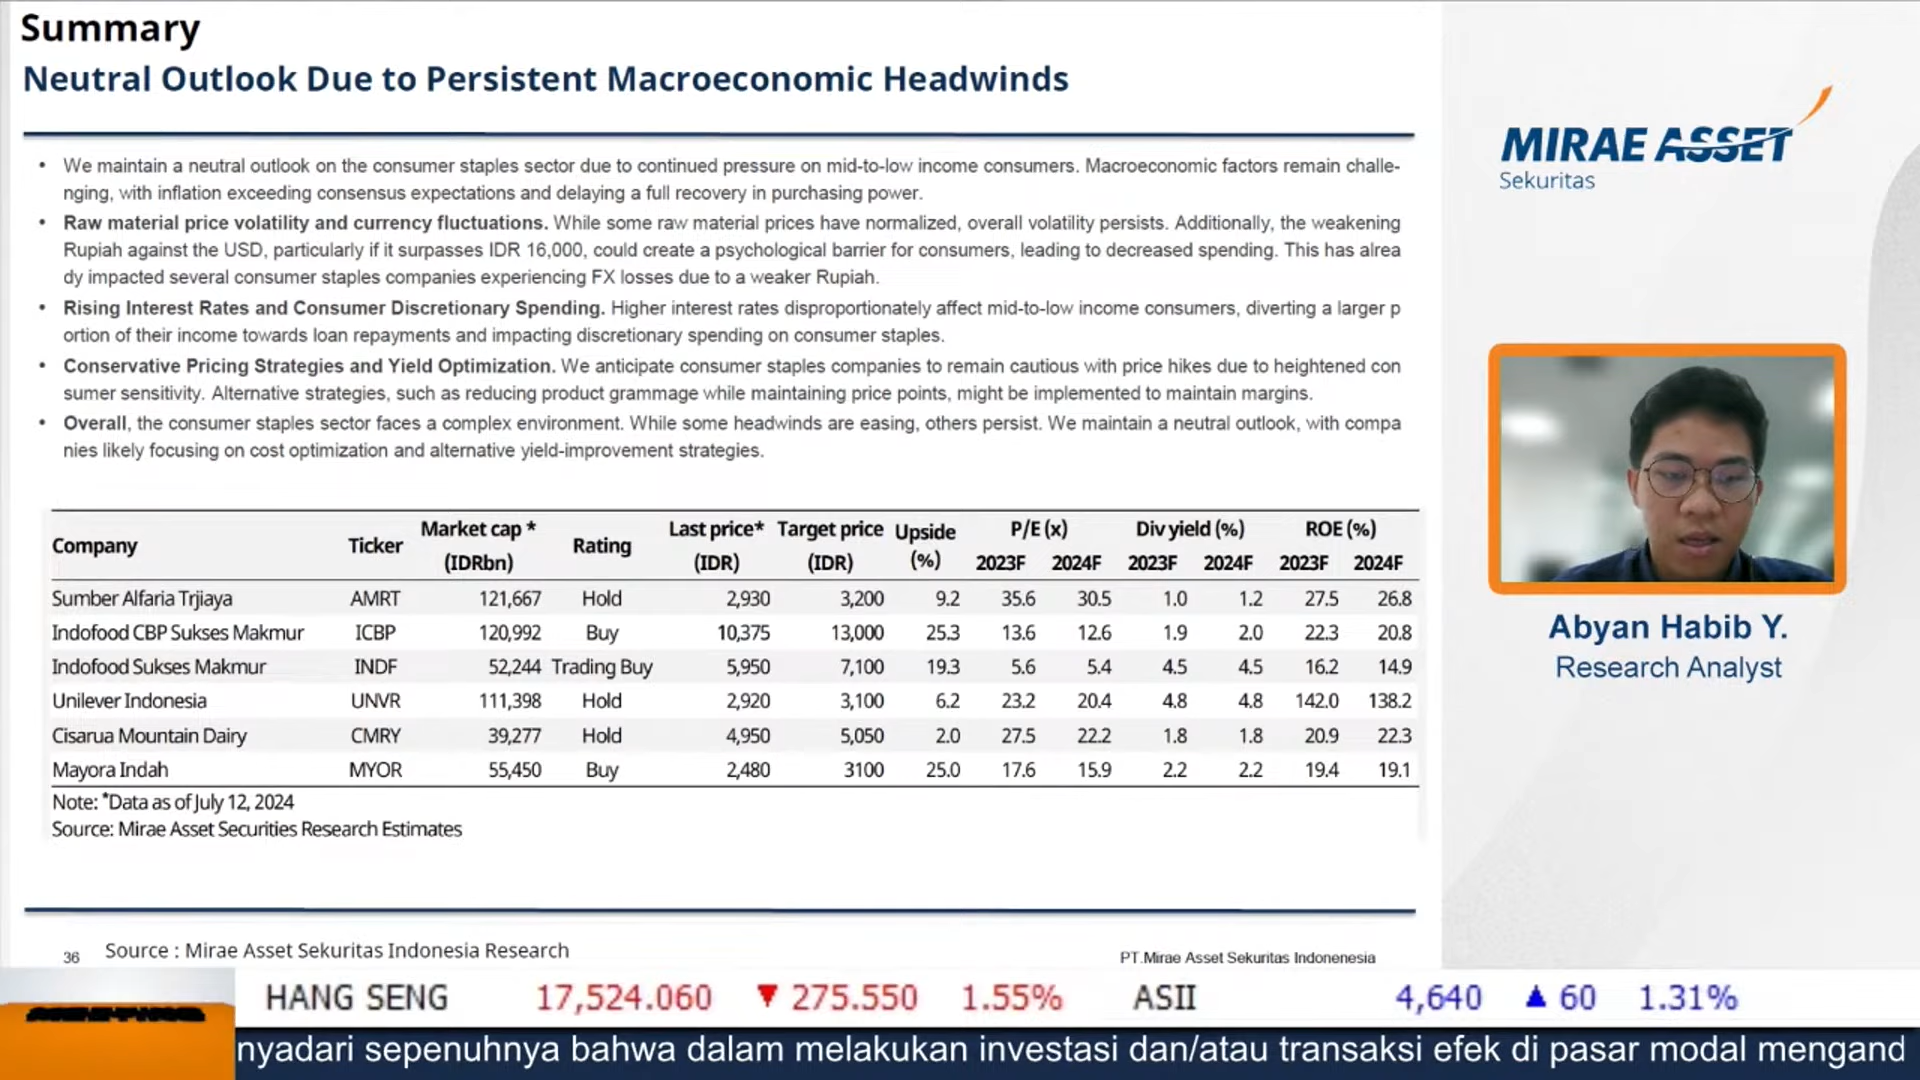 Summary
Neutral Outlook Due to Persistent Macroeconomic Headwinds
• We maintain a neutral outlook on the consumer staples sector due to continued pressure on mid-to-low income consumers. Macroeconomic factors remain challe-
nging, with inflation exceeding consensus expectations and delaying a full recovery in purchasing power.
• Raw material price volatility and currency fluctuations. While some raw material prices have normalized, overall volatility persists. Additionally, the weakening
Rupiah against the USD, particularly if it surpasses IDR 16,000, could create a psychological barrier for consumers, leading to decreased spending. This has alrea
dy impacted several consumer staples companies experiencing FX losses due to a weaker Rupiah.
• Rising Interest Rates and Consumer Discretionary Spending. Higher interest rates disproportionately affect mid-to-low income consumers, diverting a larger p
ortion of their income towards loan repayments and impacting discretionary spending on consumer staples.
• Conservative Pricing Strategies and Yield Optimization. We anticipate consumer staples companies to remain cautious with price hikes due to heightened con
sumer sensitivity. Alternative strategies, such as reducing product grammage while maintaining price points, might be implemented to maintain margins.
• Overall, the consumer staples sector faces a complex environment. While some headwinds are easing, others persist. We maintain a neutral outlook, with compa
nies likely focusing on cost optimization and alternative yield-improvement strategies.
Company Ticker Market cap * (IDRbn) Rating Last price* (IDR) Target price (IDR) Upside (%) P/E (x) Div yield (%) ROE (%)
2023F 2024F 2023F 2024F 2023F 2024F
Sumber Alfaria Trjiaya AMRT 121,667 Hold 2,930 3,200 9.2 35.6 30.5 1.0 1.2 27.5 26.8
Indofood CBP Sukses Makmur ICBP 120,992 Buy 10,375 13,000 25.3 13.6 12.6 1.9 2.0 22.3 20.8
Indofood Sukses Makmur INDF 52,244 Trading Buy 5,950 7,100 19.3 5.6 5.4 4.5 4.5 16.2 14.9
Unilever Indonesia UNVR 111,398 Hold 2,920 3,100 6.2 23.2 20.4 4.8 4.8 142.0 138.2
Cisarua Mountain Dairy CMRY 39,277 Hold 4,950 5,050 2.0 27.5 22.2 1.8 1.8 20.9 22.3
Mayora Indah MYOR 55,450 Buy 2,480 3100 25.0 17.6 15.9 2.2 2.2 19.4 19.1
Note: *Data as of July 12, 2024
Source: Mirae Asset Securities Research Estimates
36 Source : Mirae Asset Sekuritas Indonesia Research
PT.Mirae Asset Sekuritas Indonenesia
MIRAE ASSET
Sekuritas
Abyan Habib Y.
Research Analyst
HANG SENG 17,524.060 ▼ 275.550 1.55% ASII 4,640 ▲ 60 1.31%
nyadari sepenuhnya bahwa dalam melakukan investasi dan/atau transaksi efek di pasar modal mengand